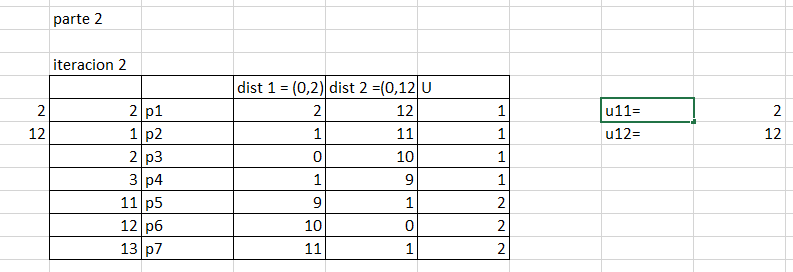 parte 2
iteracion 2
dist 1 = (0,2) dist 2 =(0,12 U
2 2 p1 2 12 1 u11= 2
12 1 p2 1 11 1 u12= 12
2 p3 0 10 1
3 p4 1 9 1
11 p5 9 1 2
12 p6 10 0 2
13 p7 11 1 2